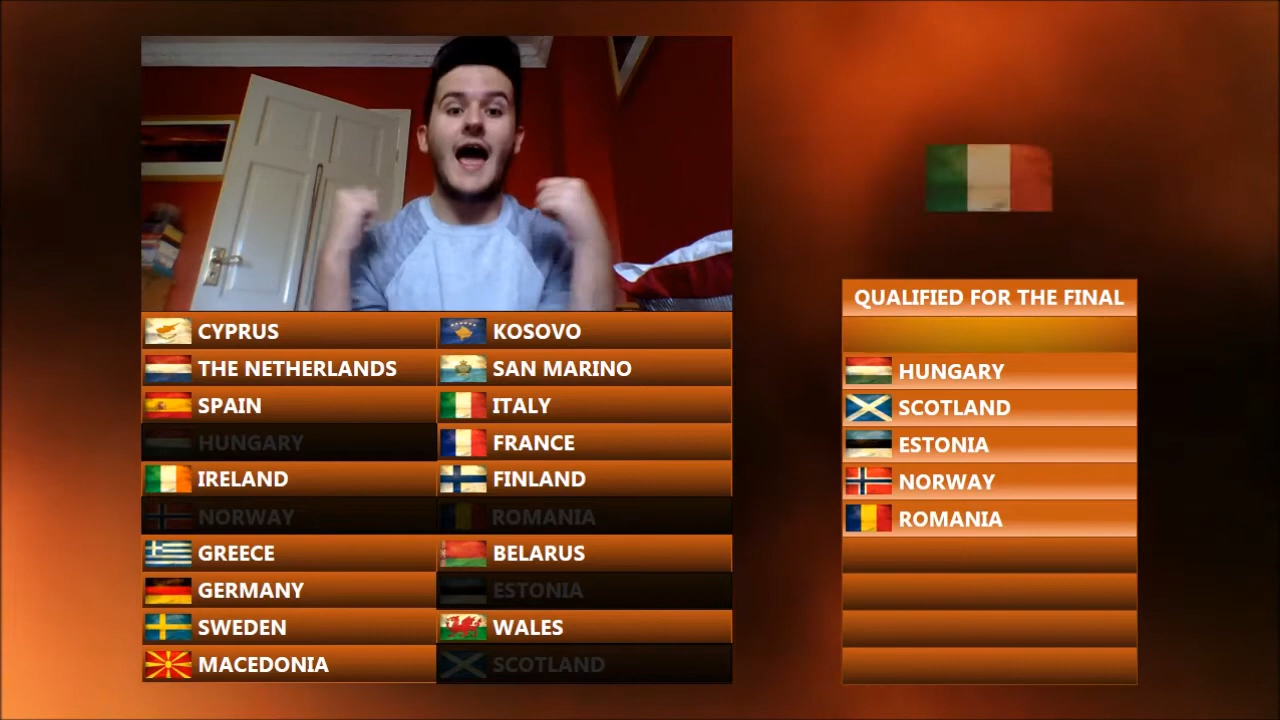 CYPRUS
KOSOVO
THE NETHERLANDS
SAN MARINO
SPAIN
ITALY
HUNGARY
FRANCE
IRELAND
FINLAND
NORWAY
ROMANIA
GREECE
BELARUS
GERMANY
ESTONIA
SWEDEN
WALES
MACEDONIA
SCOTLAND
QUALIFIED FOR THE FINAL
HUNGARY
SCOTLAND
ESTONIA
NORWAY
ROMANIA